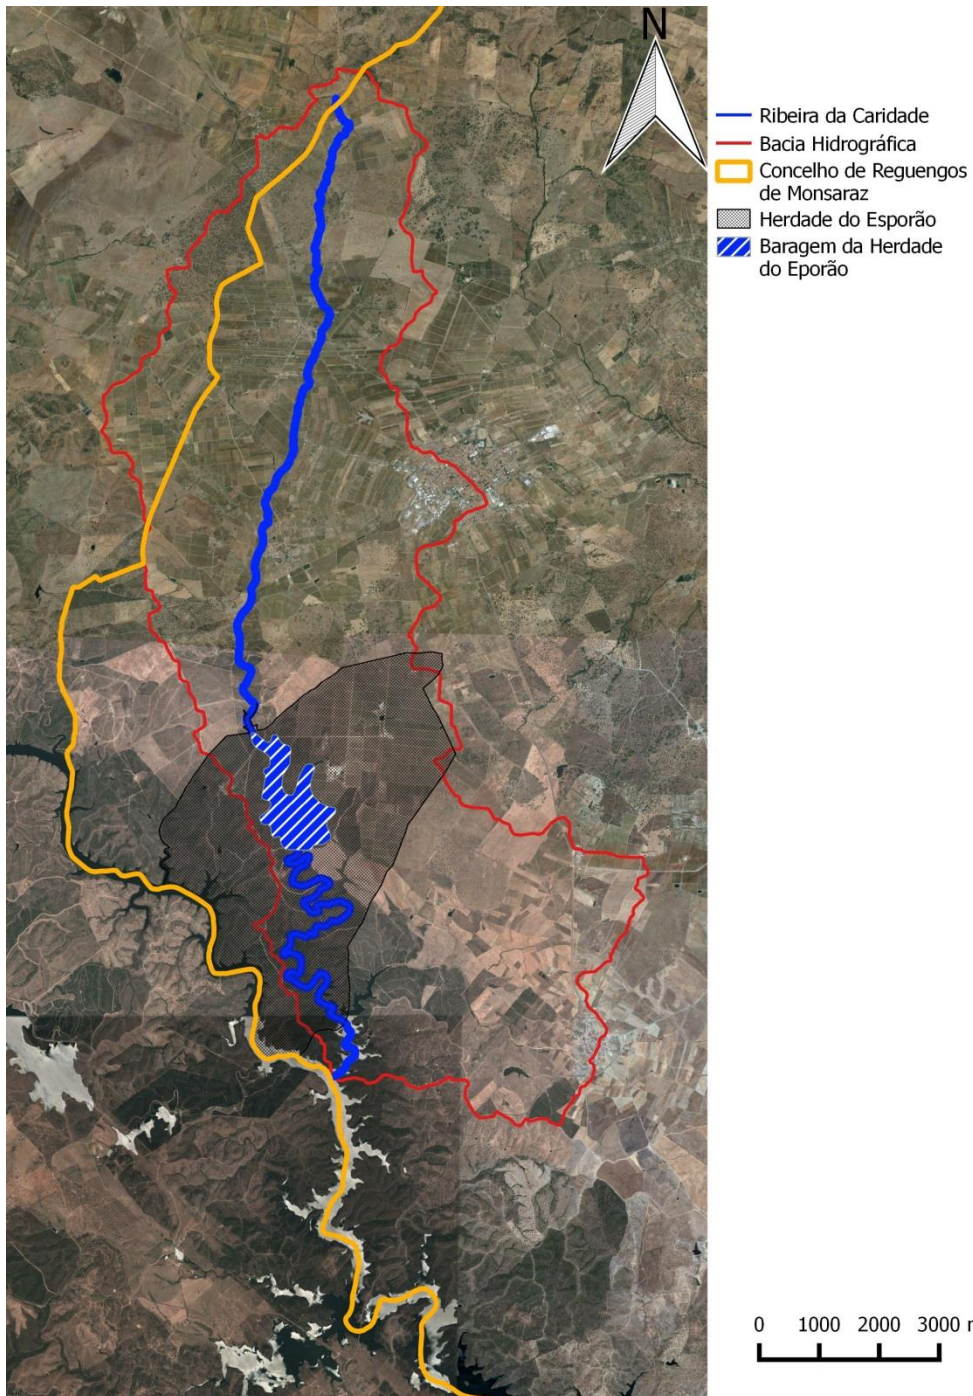 N
Ribeira da Caridade
Bacia Hidrográfica
Concelho de Reguengos
de Monsaraz
Herdade do Esporão
Baragem da Herdade
do Eporão
0 1000 2000 3000 m